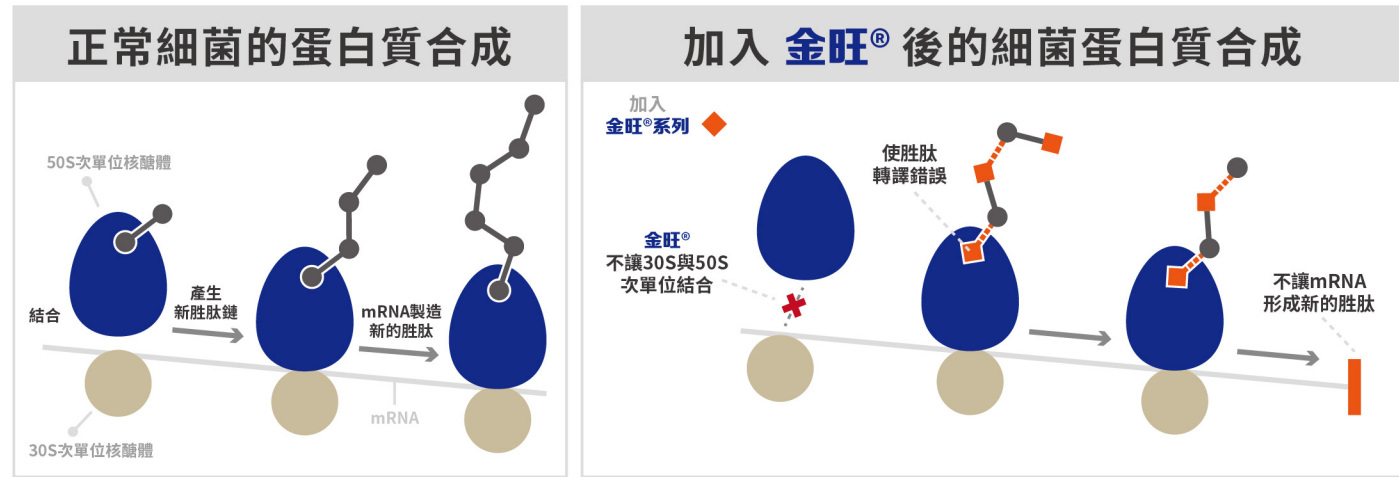 正常細菌的蛋白質合成
50S次單位核醣體
結合
產生
新胜肽鏈
mRNA製造
新的胜肽
mRNA
30S次單位核醣體
加入 金旺® 後的細菌蛋白質合成
加入
金旺®系列
使胜肽
轉譯錯誤
金旺®
不讓30S與50S
次單位結合
不讓mRNA
形成新的胜肽